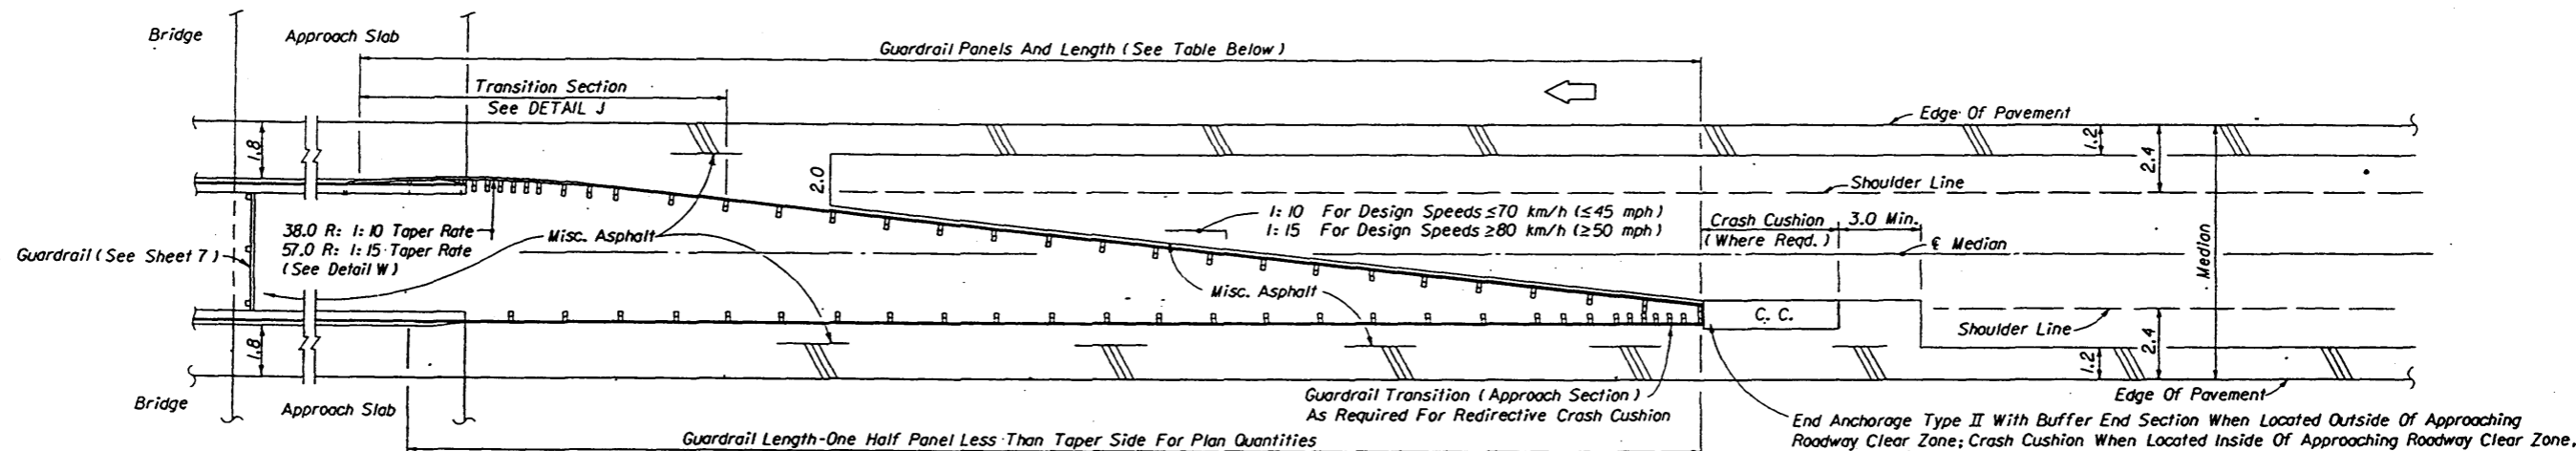 Bridge
Approach Slab
Guardrail Panels And Length (See Table Below)
Transition Section
See DETAIL J
Edge Of Pavement
1.8
1.2
2.4
2.0
Shoulder Line
38.0 R: 1:10 Taper Rate
57.0 R: 1:15 Taper Rate
(See Detail W)
Misc. Asphalt
1:10 For Design Speeds ≤70 km/h (≤45 mph)
1:15 For Design Speeds ≥80 km/h (≥50 mph)
Crash Cushion
(Where Reqd.)
3.0 Min.
℄ Median
Median
Guardrail (See Sheet 7)
Misc. Asphalt
C. C.
Shoulder Line
1.8
1.2
2.4
Guardrail Transition (Approach Section)
As Required For Redirective Crash Cushion
Edge Of Pavement
Bridge
Approach Slab
End Anchorage Type II With Buffer End Section When Located Outside Of Approaching
Roadway Clear Zone; Crash Cushion When Located Inside Of Approaching Roadway Clear Zone.
Guardrail Length-One Half Panel Less Than Taper Side For Plan Quantities